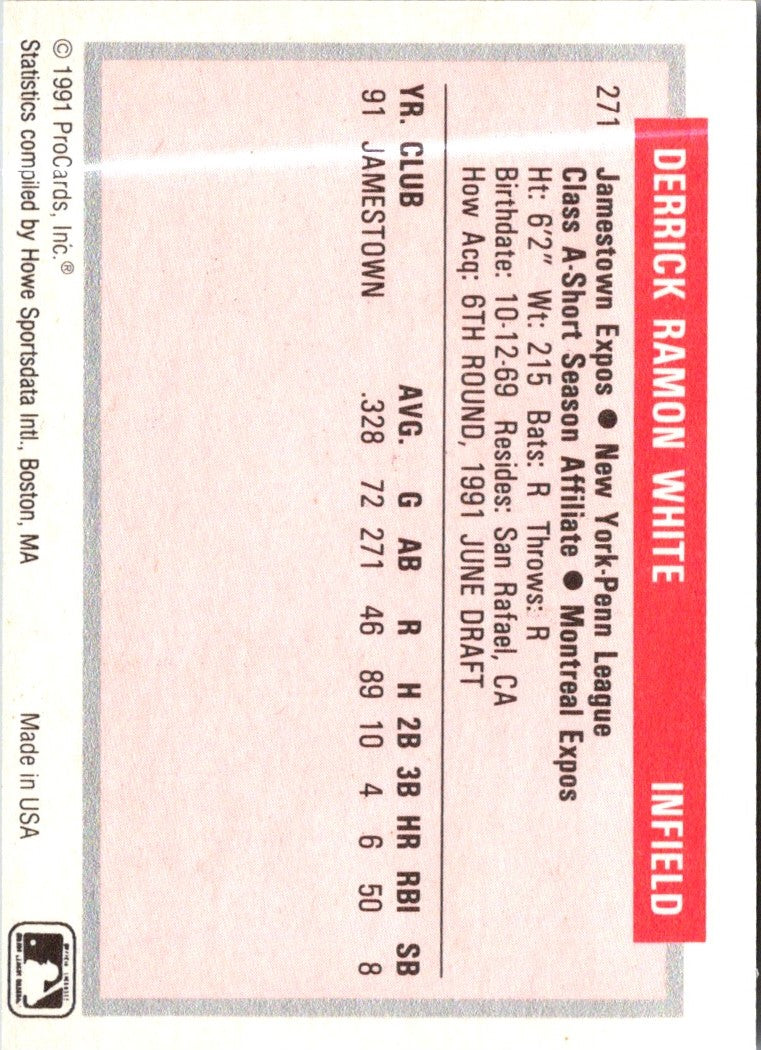 DERRICK RAMON WHITE INFIELD
271 Jamestown Expos ● New York-Penn League
Class A-Short Season Affiliate ● Montreal Expos
Ht: 6'2" Wt: 215 Bats: R Throws: R
Birthdate: 10-12-69 Resides: San Rafael, CA
How Acq: 6TH ROUND, 1991 JUNE DRAFT
YR. CLUB AVG. G AB R H 2B 3B HR RBI SB
91 JAMESTOWN .328 72 271 46 89 10 4 6 50 8
© 1991 ProCards, Inc.®
Statistics compiled by Howe Sportsdata Intl., Boston, MA Made in USA